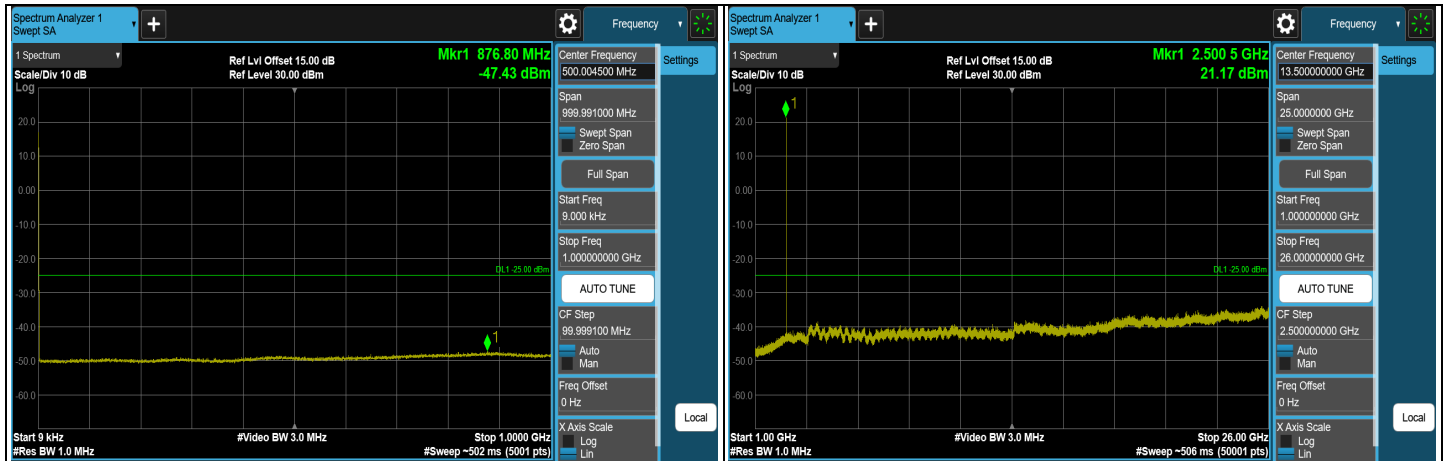 Spectrum Analyzer 1
Swept SA
+
Frequency
1 Spectrum
Scale/Div 10 dB
Log
Ref Lvl Offset 15.00 dB
Ref Level 30.00 dBm
Mkr1 876.80 MHz
-47.43 dBm
20.0
10.0
0.00
-10.0
-20.0
-30.0
-40.0
-50.0
-60.0
DL1 -25.00 dBm
1
Start 9 kHz
#Video BW 3.0 MHz
Stop 1.0000 GHz
#Res BW 1.0 MHz
#Sweep ~502 ms (5001 pts)
Center Frequency
500.004500 MHz
Settings
Span
999.991000 MHz
Swept Span
Zero Span
Full Span
Start Freq
9.000 kHz
Stop Freq
1.000000000 GHz
AUTO TUNE
CF Step
99.999100 MHz
Auto
Man
Freq Offset
0 Hz
X Axis Scale
Log
Lin
Local
Spectrum Analyzer 1
Swept SA
+
Frequency
1 Spectrum
Scale/Div 10 dB
Log
Ref Lvl Offset 15.00 dB
Ref Level 30.00 dBm
Mkr1 2.500 5 GHz
21.17 dBm
1
20.0
10.0
0.00
-10.0
-20.0
-30.0
-40.0
-50.0
-60.0
DL1 -25.00 dBm
Start 1.00 GHz
#Video BW 3.0 MHz
Stop 26.00 GHz
#Res BW 1.0 MHz
#Sweep ~506 ms (50001 pts)
Center Frequency
13.500000000 GHz
Settings
Span
25.0000000 GHz
Swept Span
Zero Span
Full Span
Start Freq
1.000000000 GHz
Stop Freq
26.000000000 GHz
AUTO TUNE
CF Step
2.500000000 GHz
Auto
Man
Freq Offset
0 Hz
X Axis Scale
Log
Lin
Local